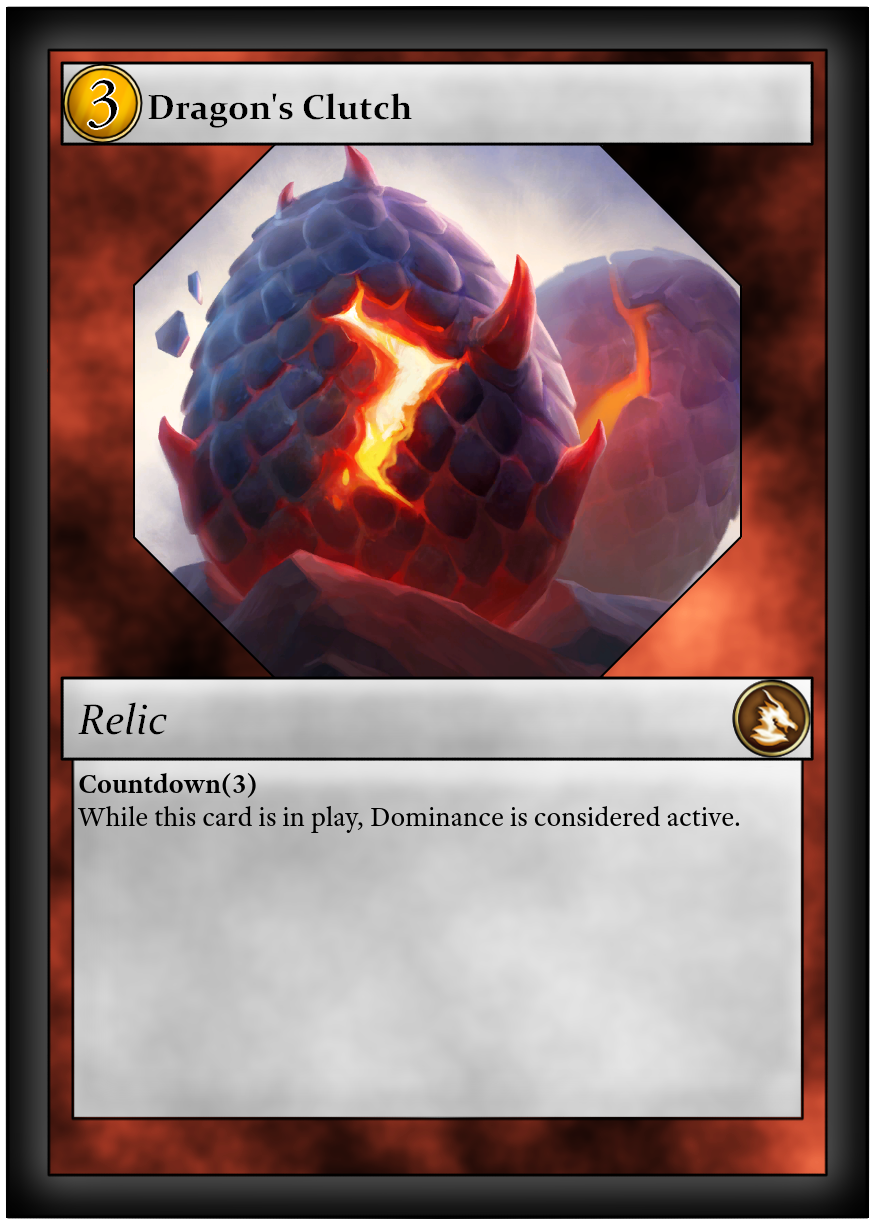 3
Dragon's Clutch
Relic
Countdown(3)
While this card is in play, Dominance is considered active.